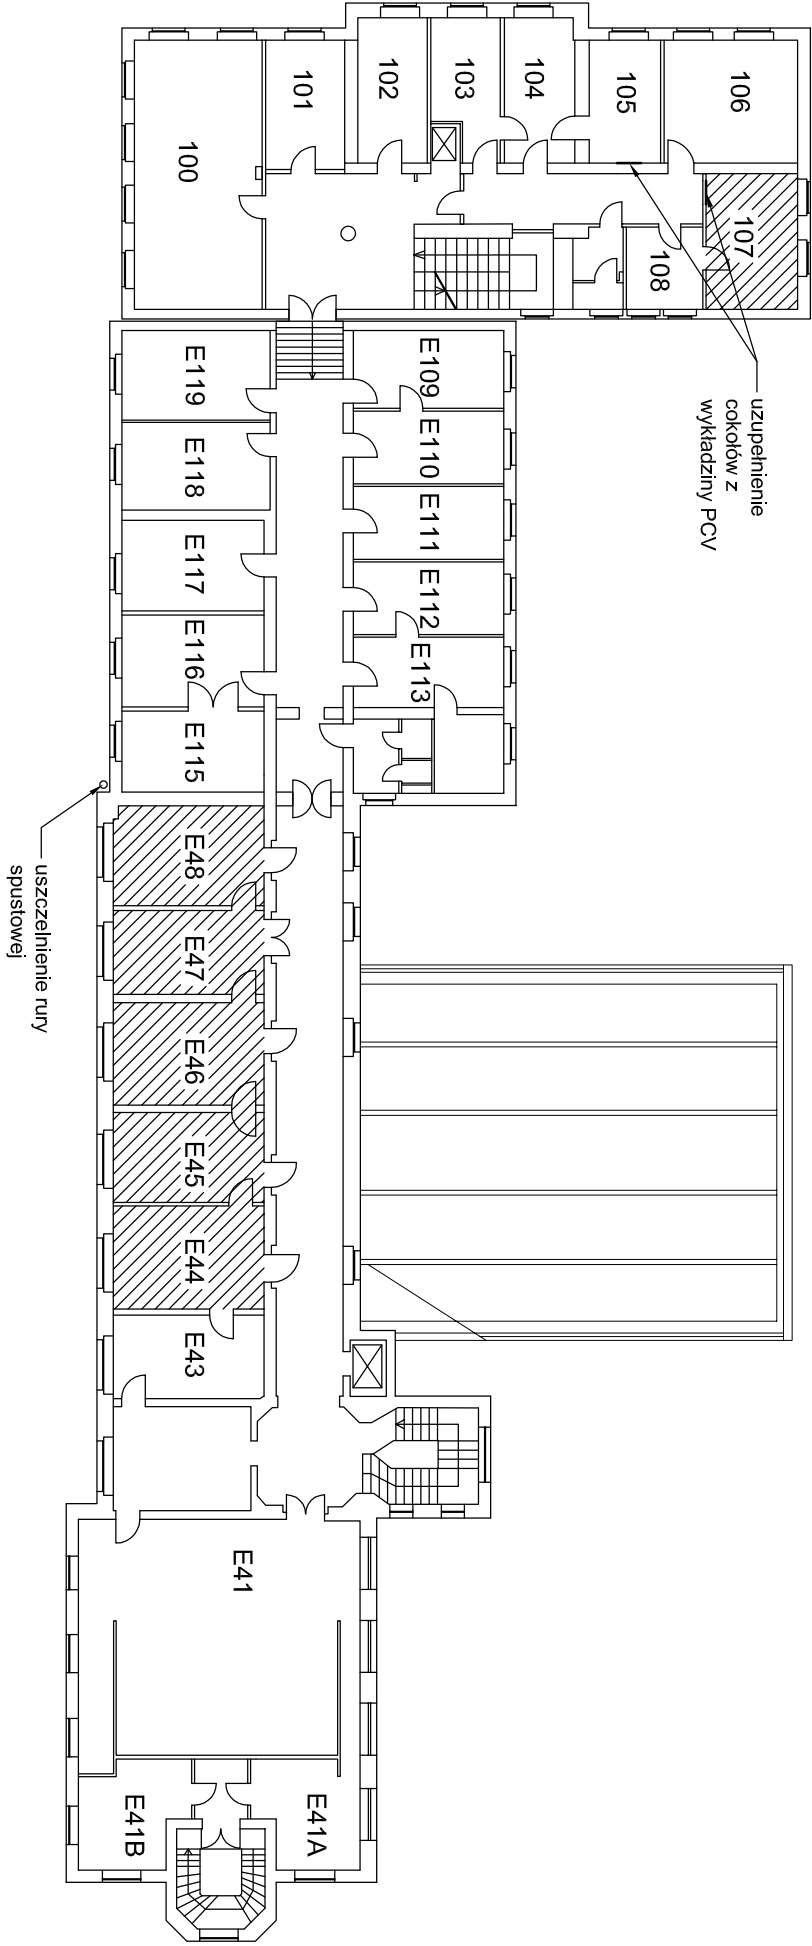 100
101
102
103
104
105
106
107
108
uzupełnienie
cokołów z
wykładziny PCV
E119
E118
E117
E116
E115
E109
E110
E111
E112
E113
uszczelnienie rury
spustowej
E48
E47
E46
E45
E44
E43
E41
E41A
E41B